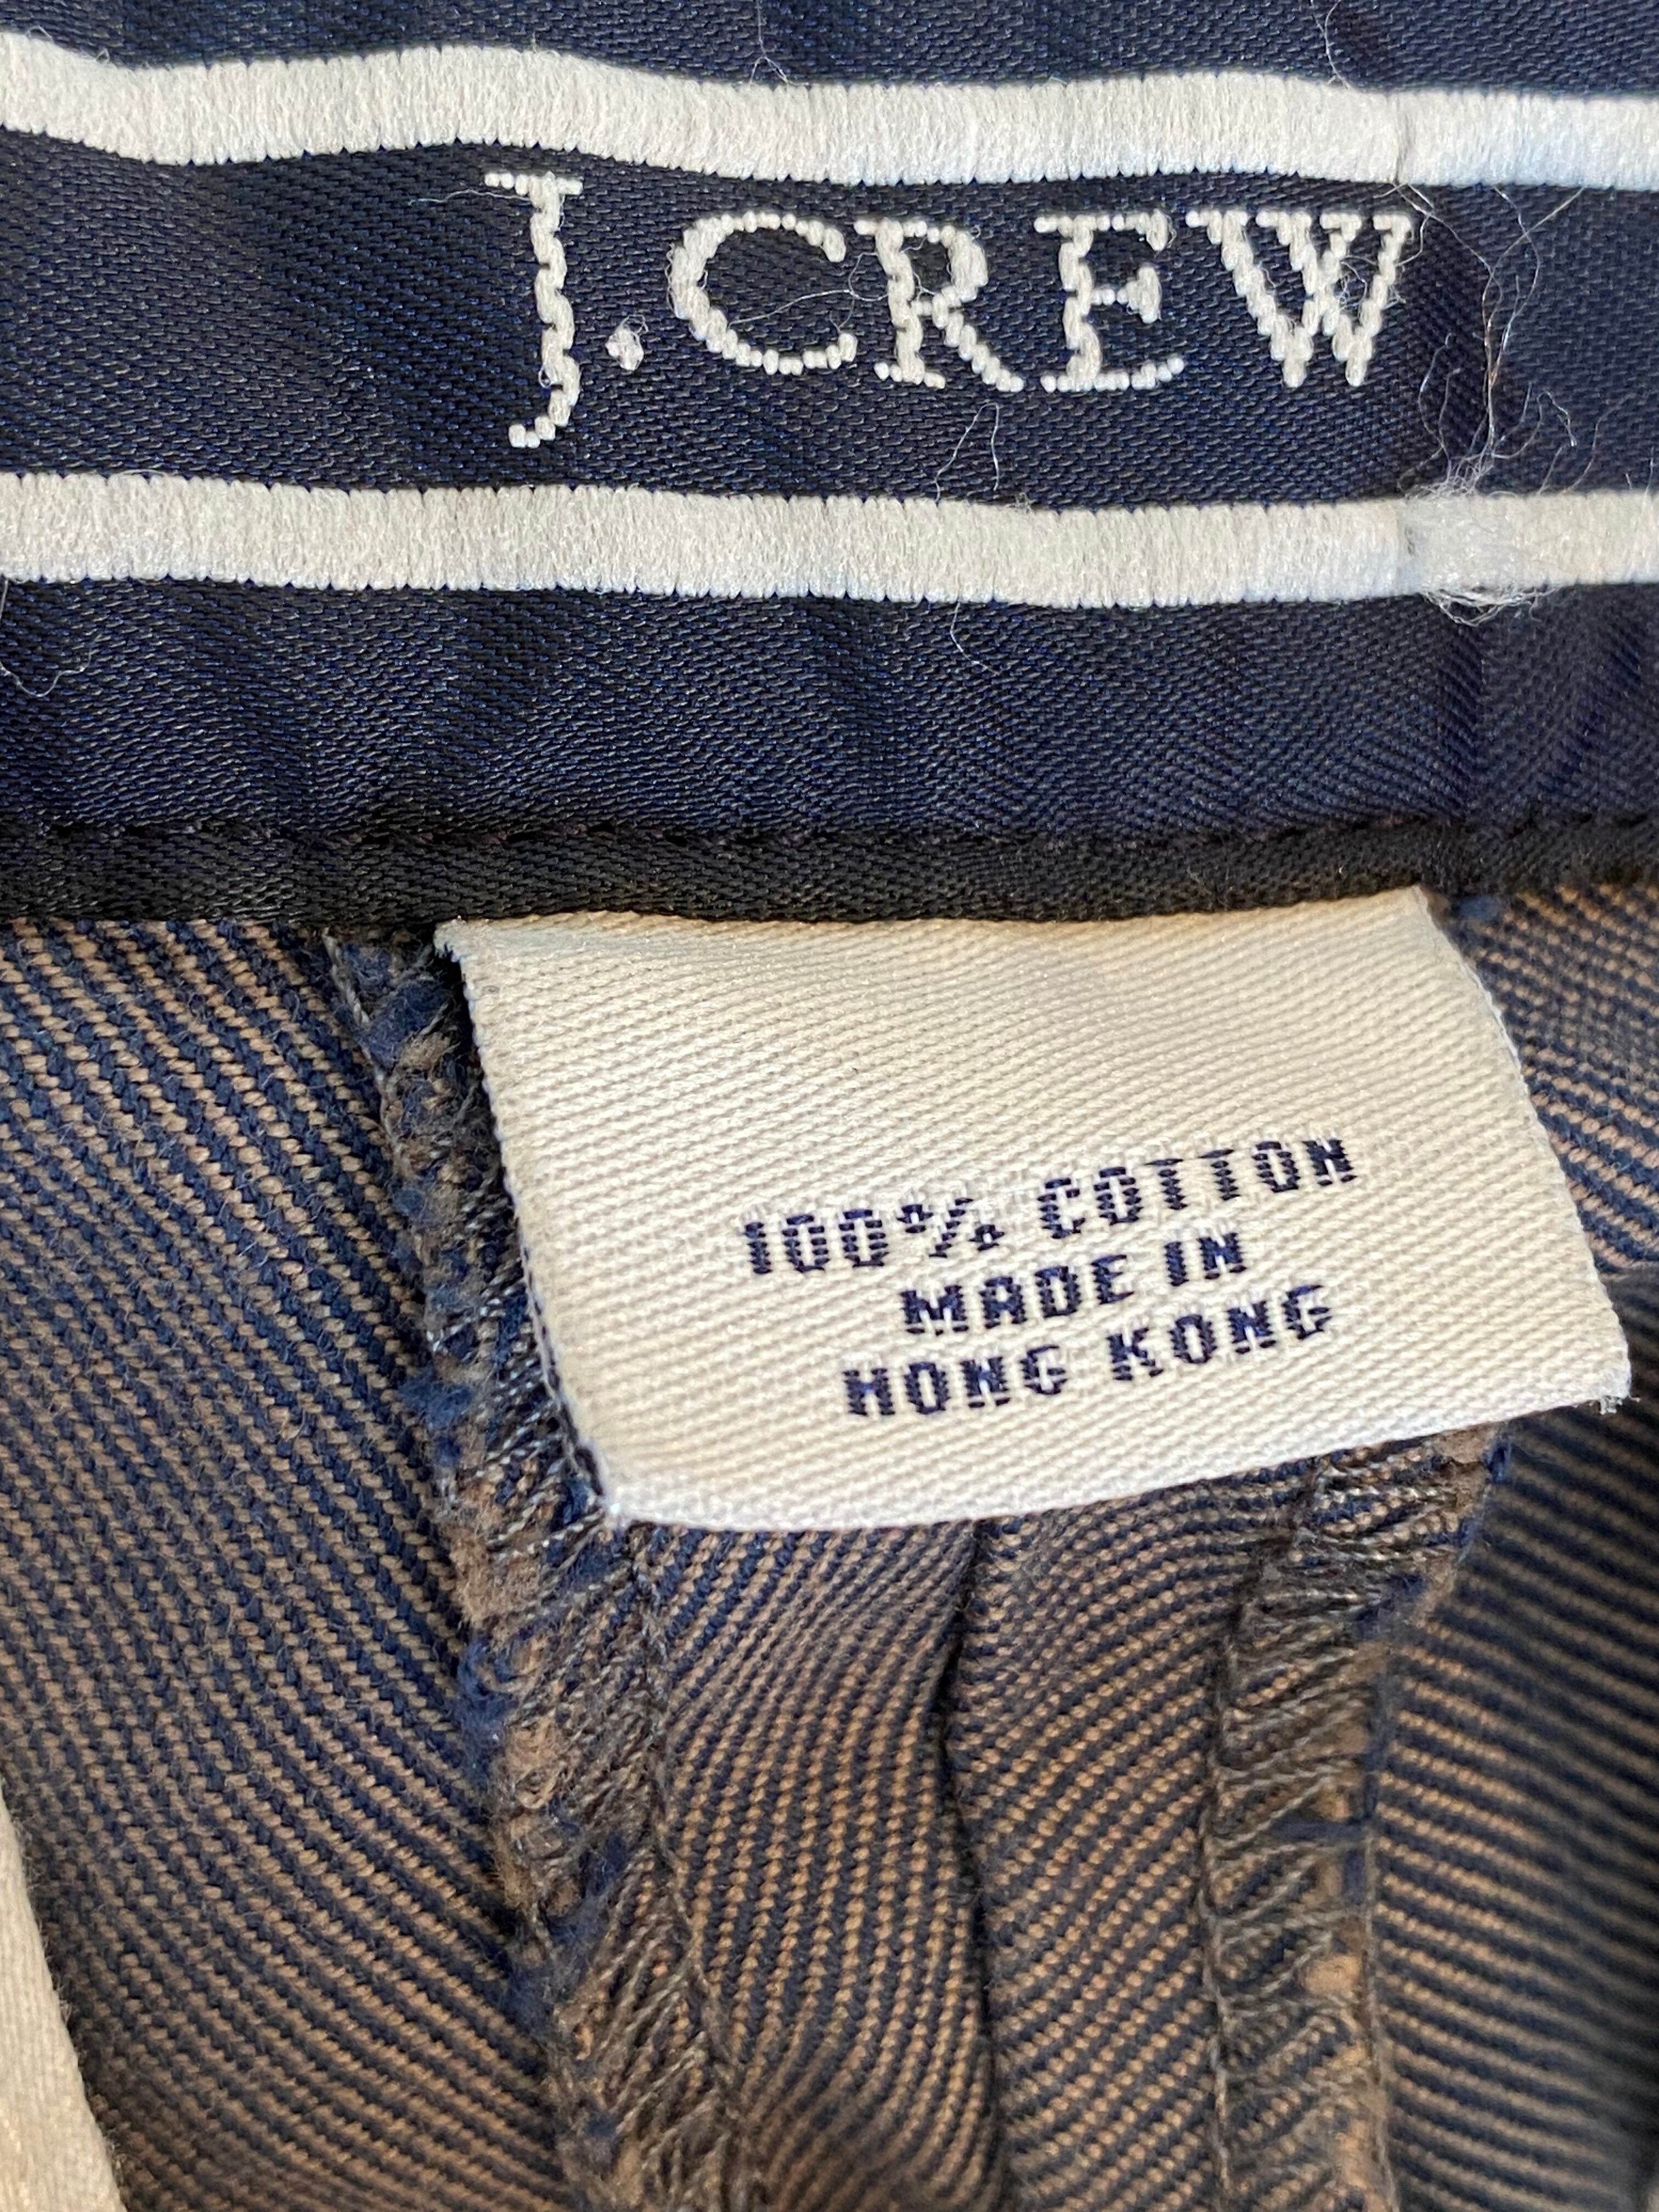 J.CREW
100% COTTON
MADE IN
HONG KONG